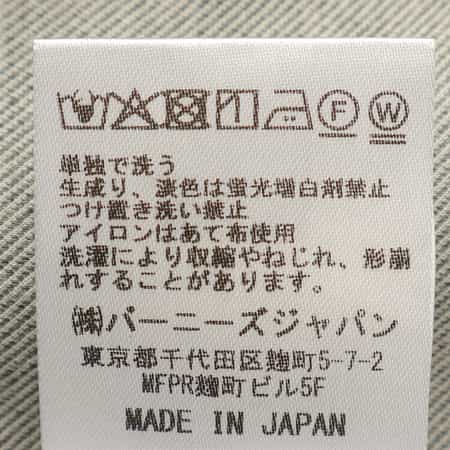 F W
単独で洗う
生成り、淡色は蛍光増白剤禁止
つけ置き洗い禁止
アイロンはあて布使用
洗濯により収縮やねじれ、形崩
れすることがあります。
㈱バーニーズジャパン
東京都千代田区麹町5-7-2
MFPR麹町ビル5F
MADE IN JAPAN